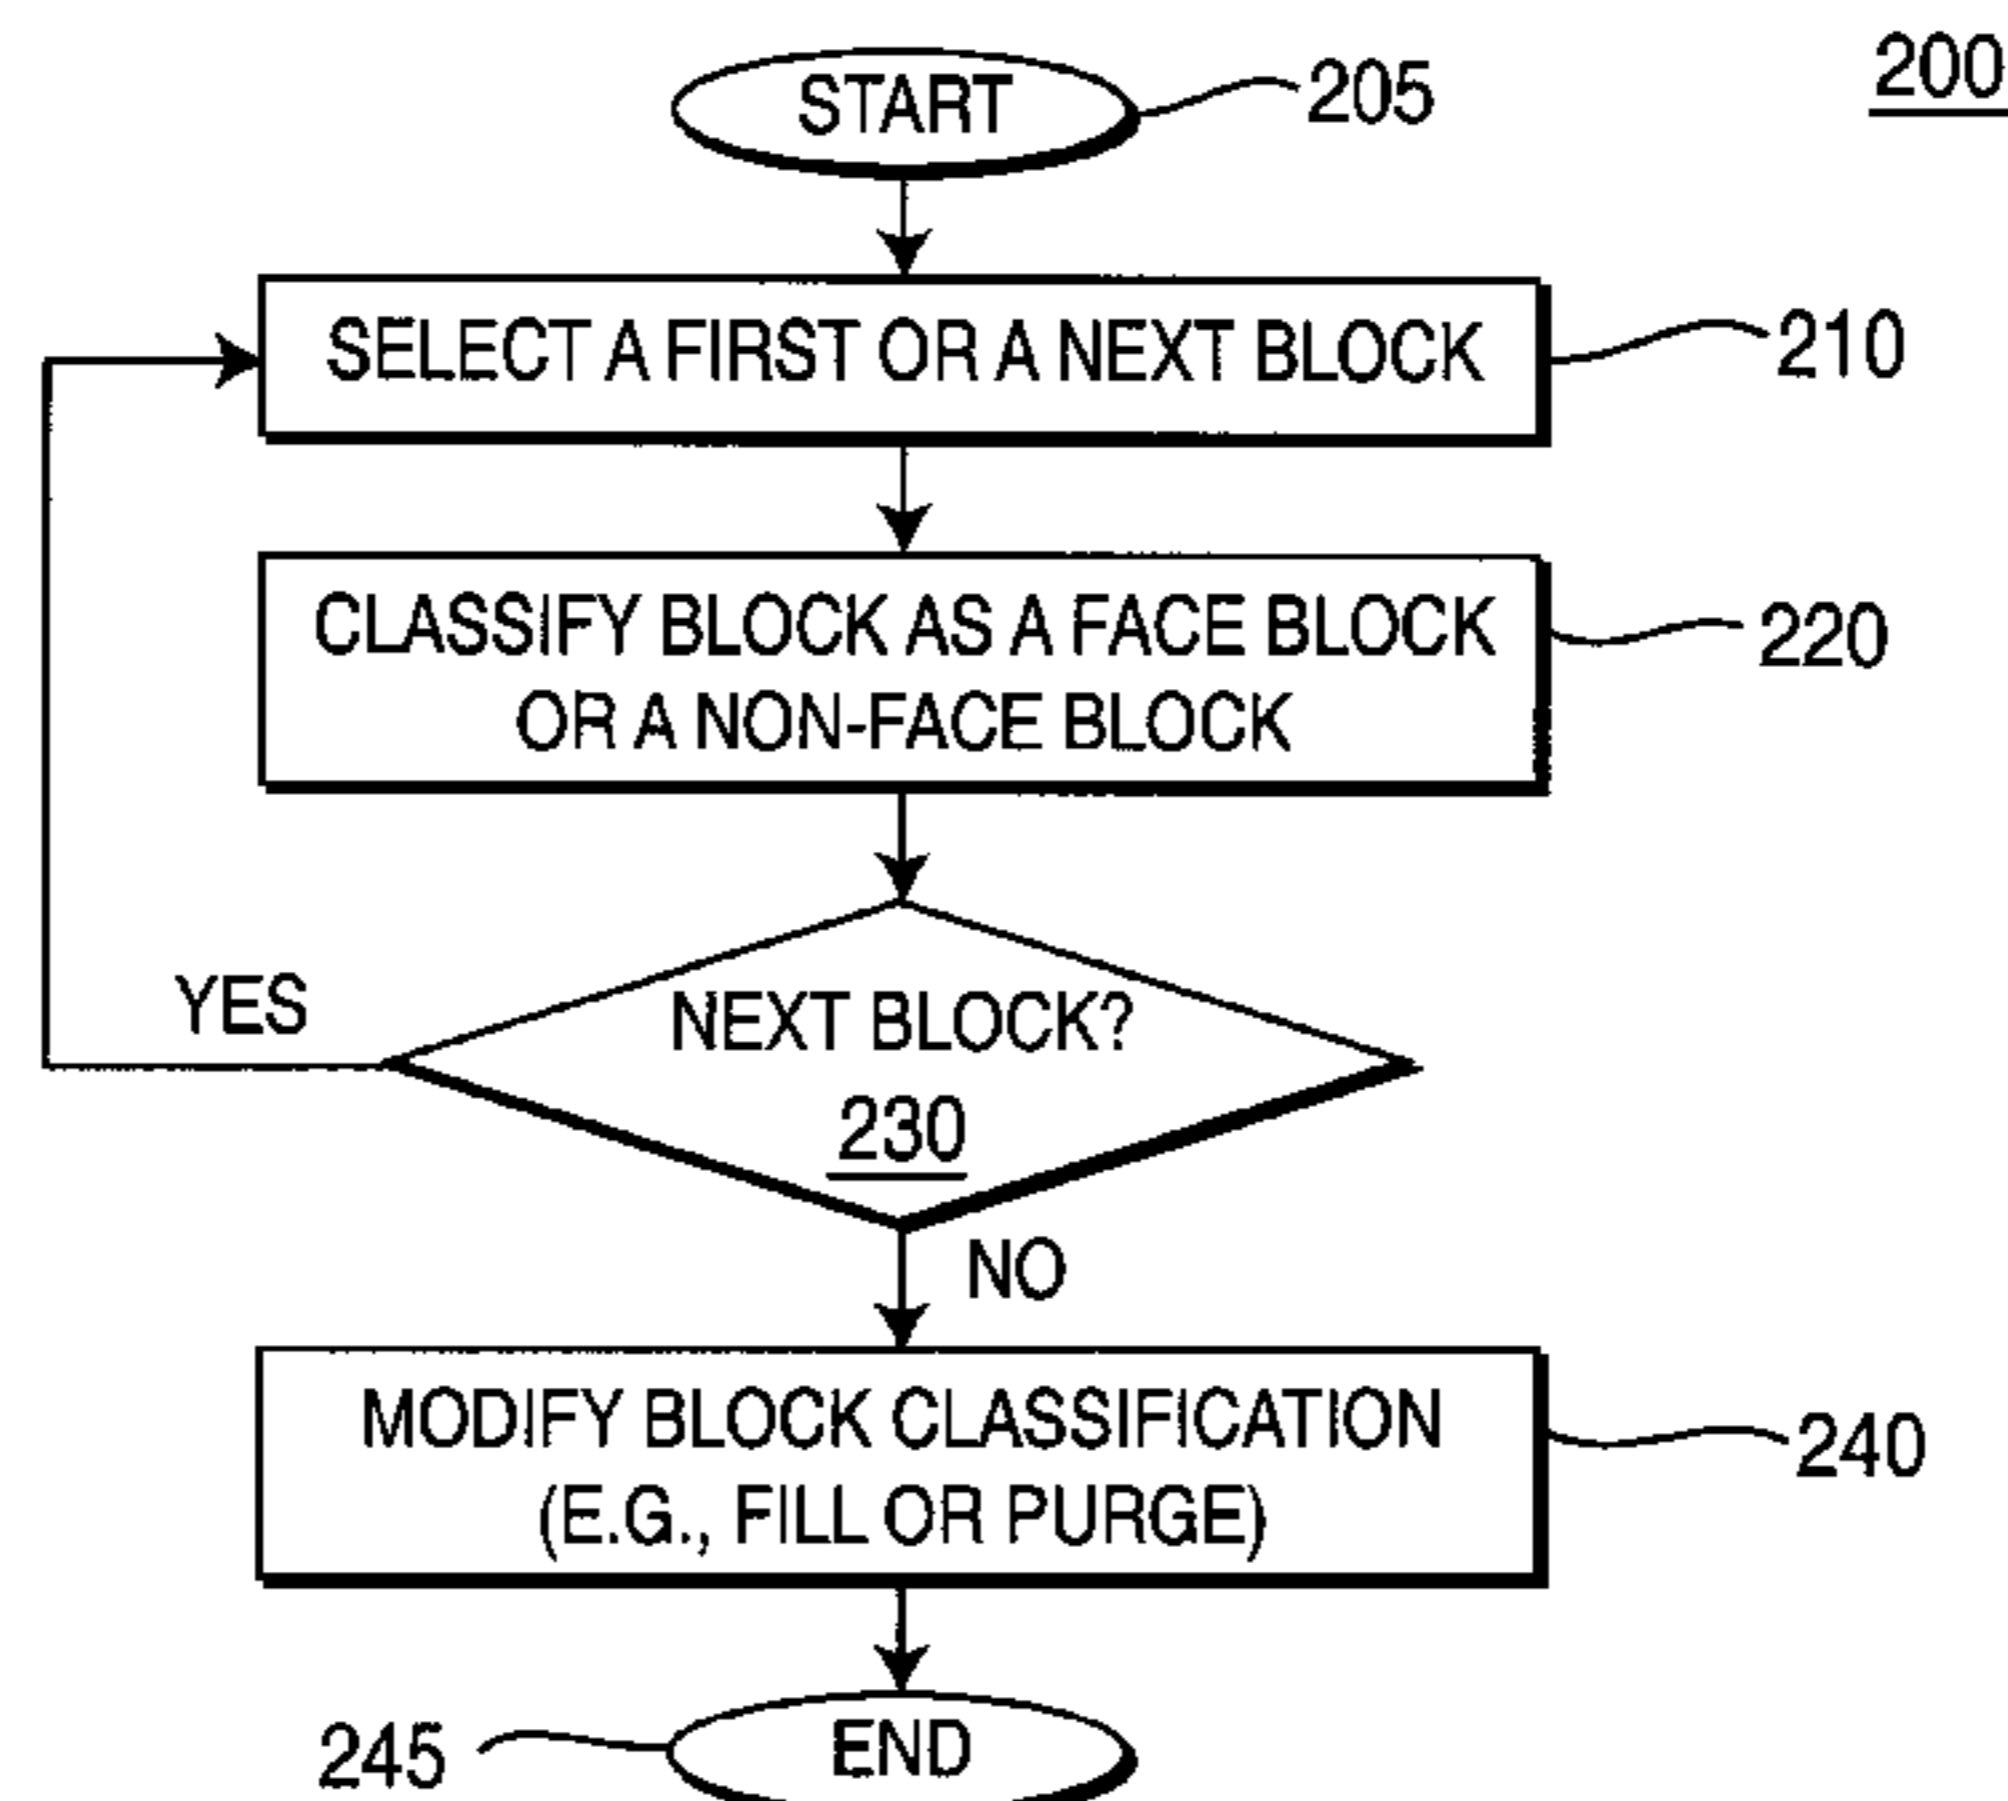 START
205
200
SELECT A FIRST OR A NEXT BLOCK
210
CLASSIFY BLOCK AS A FACE BLOCK
OR A NON-FACE BLOCK
220
YES
NEXT BLOCK?
230
NO
MODIFY BLOCK CLASSIFICATION
(E.G., FILL OR PURGE)
240
245
END